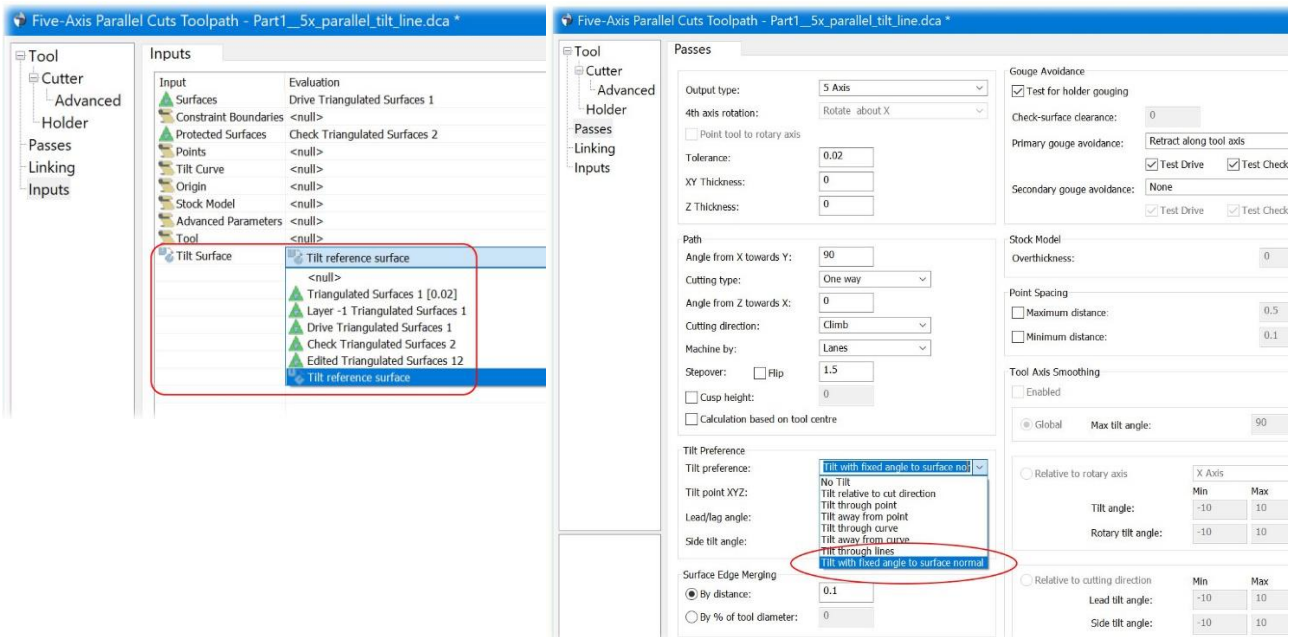 Five-Axis Parallel Cuts Toolpath - Part1__5x_parallel_tilt_line.dca *
Tool
Cutter
Advanced
Holder
Passes
Linking
Inputs
Inputs
Input Evaluation
Surfaces Drive Triangulated Surfaces 1
Constraint Boundaries <null>
Protected Surfaces Check Triangulated Surfaces 2
Points <null>
Tilt Curve <null>
Origin <null>
Stock Model <null>
Advanced Parameters <null>
Tool <null>
Tilt Surface Tilt reference surface
<null>
Triangulated Surfaces 1 [0.02]
Layer -1 Triangulated Surfaces 1
Drive Triangulated Surfaces 1
Check Triangulated Surfaces 2
Edited Triangulated Surfaces 12
Tilt reference surface
Five-Axis Parallel Cuts Toolpath - Part1__5x_parallel_tilt_line.dca *
Tool
Cutter
Advanced
Holder
Passes
Linking
Inputs
Passes
Output type: 5 Axis
4th axis rotation: Rotate about X
Point tool to rotary axis
Tolerance: 0.02
XY Thickness: 0
Z Thickness: 0
Path
Angle from X towards Y: 90
Cutting type: One way
Angle from Z towards X: 0
Cutting direction: Climb
Machine by: Lanes
Stepover: Flip 1.5
Cusp height: 0
Calculation based on tool centre
Tilt Preference
Tilt preference: Tilt with fixed angle to surface nor
Tilt point XYZ:
Lead/lag angle:
Side tilt angle:
No Tilt
Tilt relative to cut direction
Tilt through point
Tilt away from point
Tilt through curve
Tilt away from curve
Tilt through lines
Tilt with fixed angle to surface normal
Surface Edge Merging
By distance: 0.1
By % of tool diameter: 0
Gouge Avoidance
Test for holder gouging
Check-surface clearance: 0
Primary gouge avoidance: Retract along tool axis
Test Drive Test Check
Secondary gouge avoidance: None
Test Drive Test Check
Stock Model
Overthickness: 0
Point Spacing
Maximum distance: 0.5
Minimum distance: 0.1
Tool Axis Smoothing
Enabled
Global Max tilt angle: 90
Relative to rotary axis X Axis
Min Max
Tilt angle: -10 10
Rotary tilt angle: -10 10
Relative to cutting direction Min Max
Lead tilt angle: -10 10
Side tilt angle: -10 10